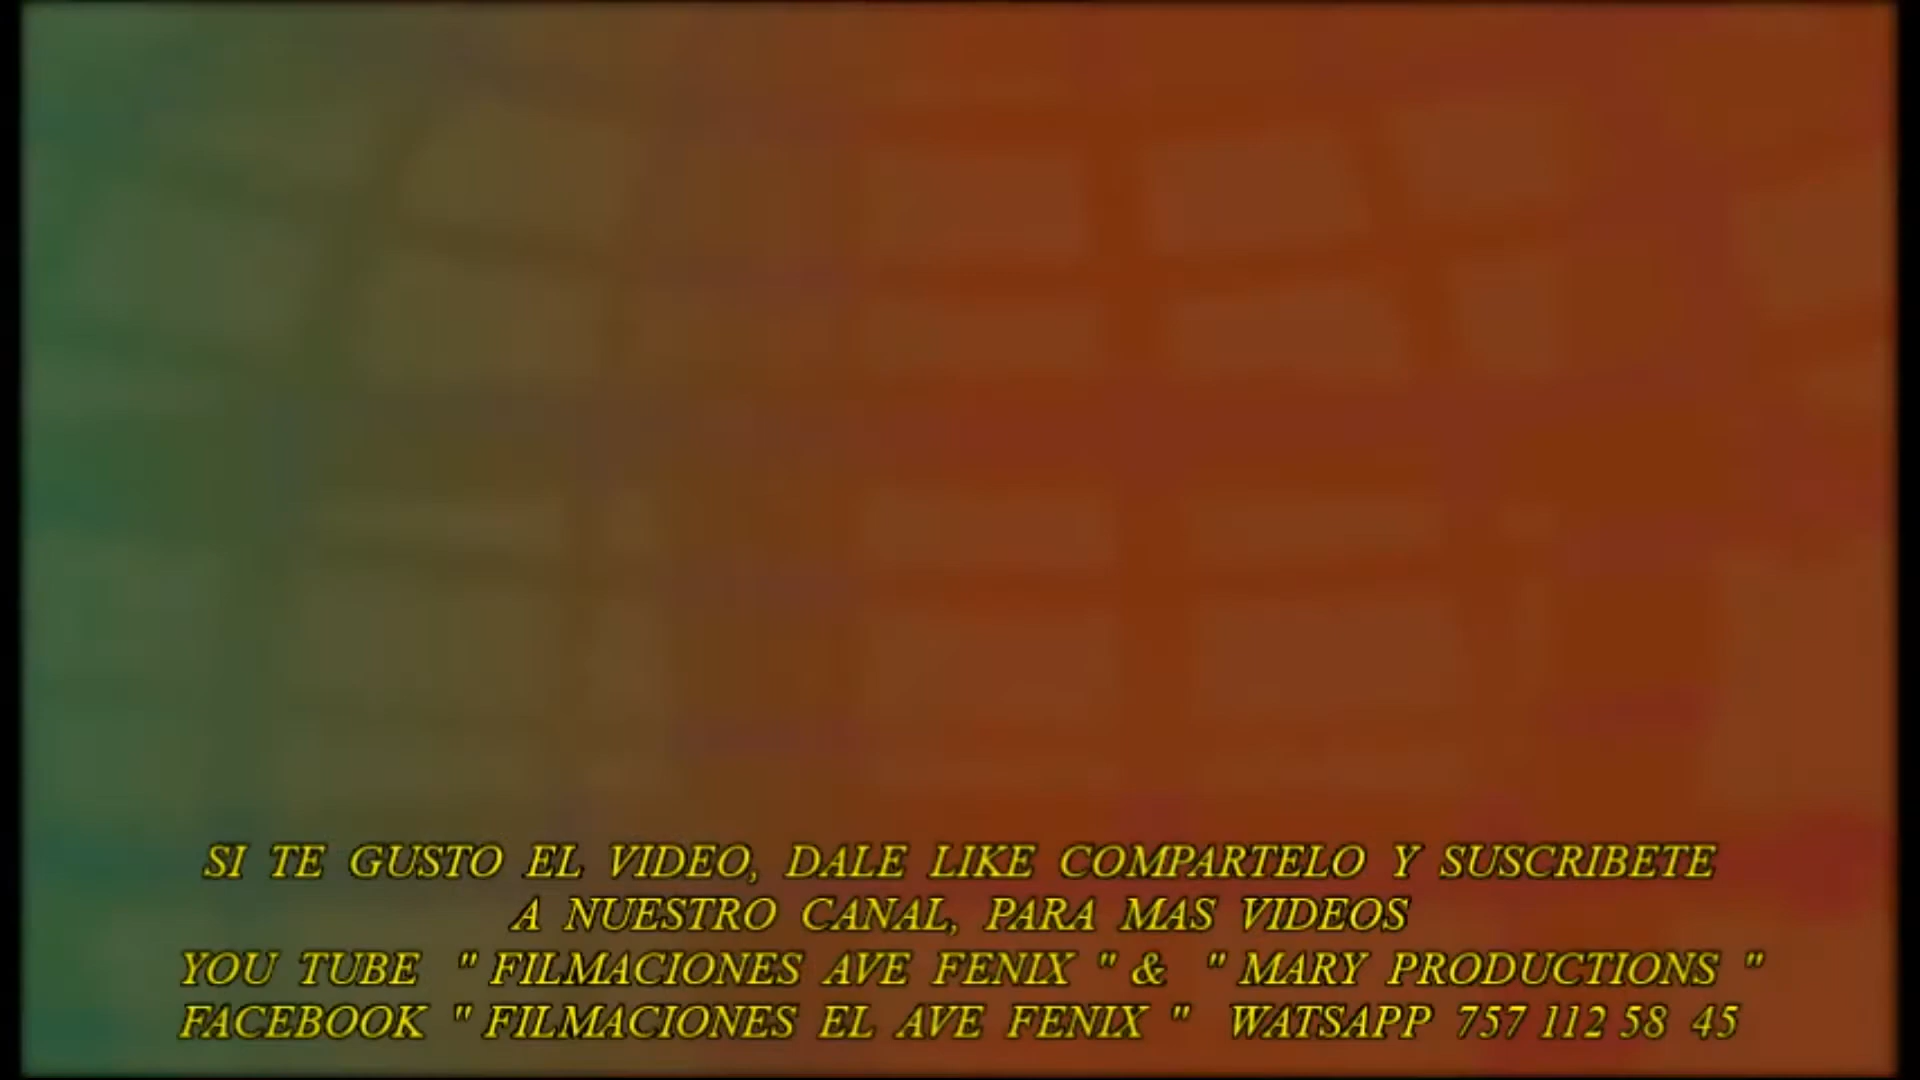 SI TE GUSTO EL VIDEO, DALE LIKE COMPARTELO Y SUSCRIBETE
A NUESTRO CANAL, PARA MAS VIDEOS
YOU TUBE " FILMACIONES AVE FENIX " & " MARY PRODUCTIONS "
FACEBOOK " FILMACIONES EL AVE FENIX " WATSAPP 757 112 58 45